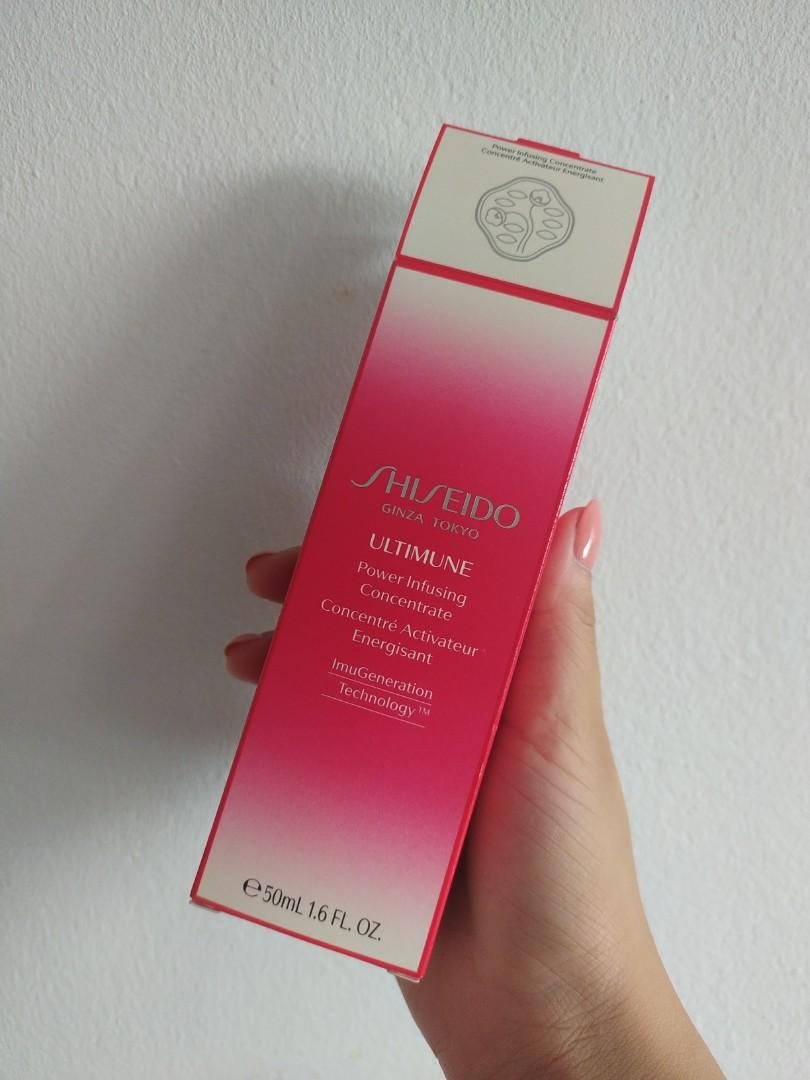 Power Infusing Concentrate
Concentré Activateur Energisant
SHISEIDO
GINZA TOKYO
ULTIMUNE
Power Infusing
Concentrate
Concentré Activateur
Energisant
ImuGeneration
Technology™
℮50mL 1.6 FL. OZ.